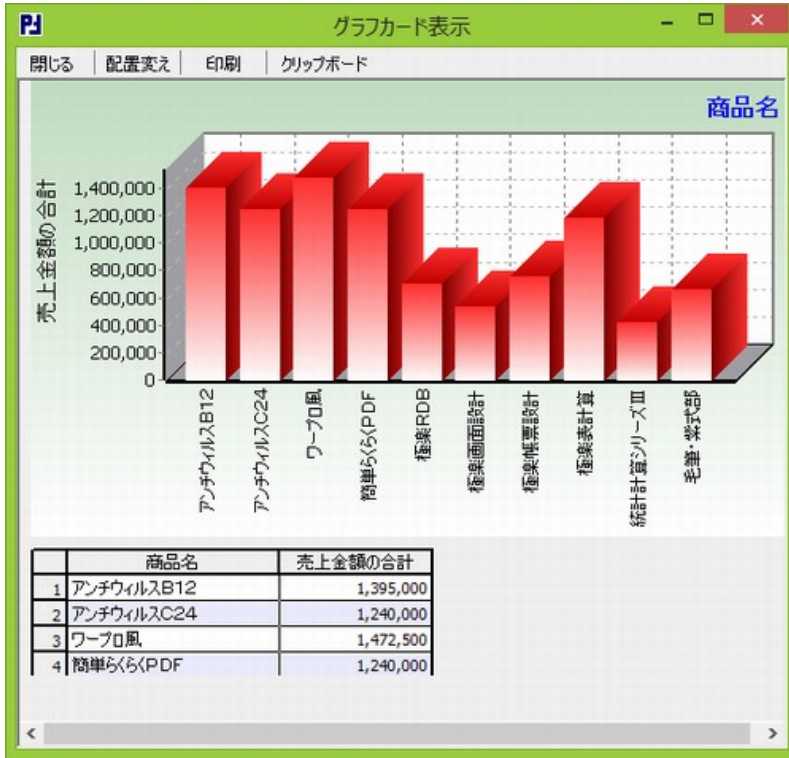 グラフカード表示
閉じる 配置変え 印刷 クリップボード
商品名
売上金額の合計
1,400,000
1,200,000
1,000,000
800,000
600,000
400,000
200,000
0
アンチウィルスB12
アンチウィルスC24
ワープロ風
簡単らくらくPDF
極楽RDB
極楽画面設計
極楽帳票設計
極楽表計算
統計計算シリーズⅢ
毛筆・紫式部
商品名 売上金額の合計
1 アンチウィルスB12 1,395,000
2 アンチウィルスC24 1,240,000
3 ワープロ風 1,472,500
4 簡単らくらくPDF 1,240,000